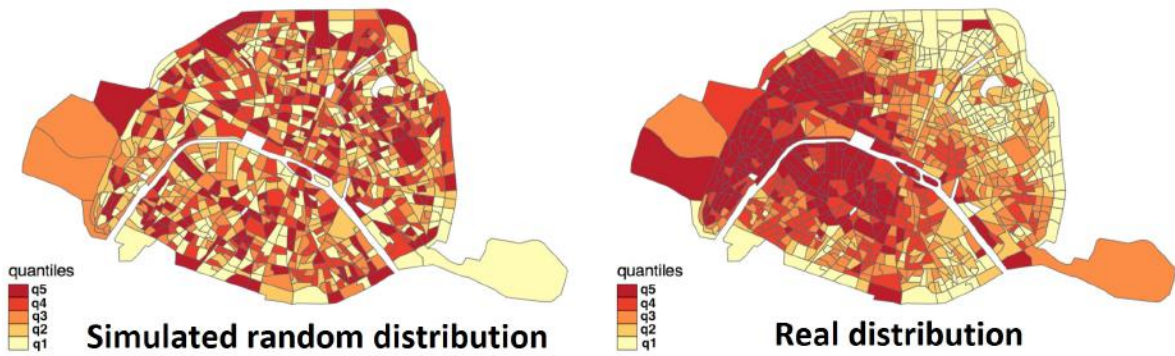 quantiles
q5
q4
q3
q2
q1
Simulated random distribution
quantiles
q5
q4
q3
q2
q1
Real distribution